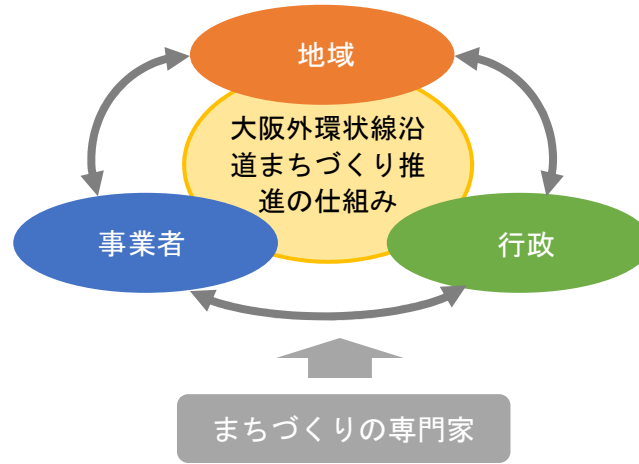 地域
大阪外環状線沿
道まちづくり推
進の仕組み
事業者
行政
まちづくりの専門家